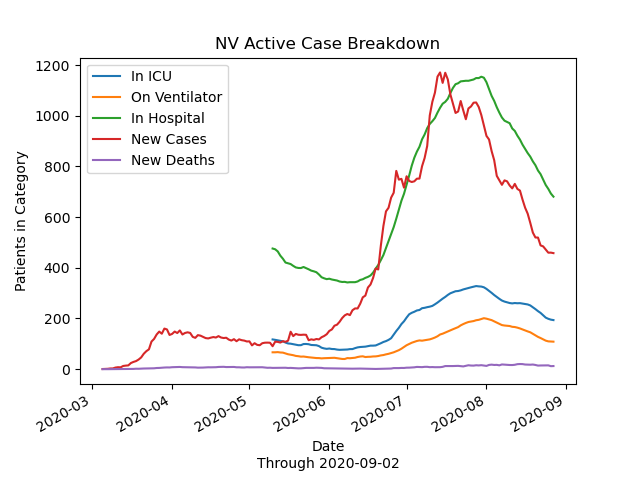 NV Active Case Breakdown
1200
1000
800
600
400
200
0
Patients in Category
In ICU
On Ventilator
In Hospital
New Cases
New Deaths
2020-03
2020-04
2020-05
2020-06
2020-07
2020-08
2020-09
Date
Through 2020-09-02